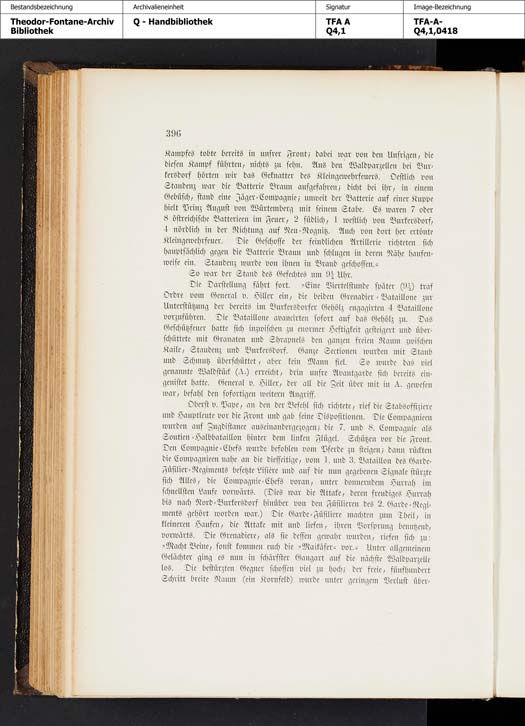 Bestandsbezeichnung
Archivalieneinheit
Signatur
Image-Bezeichnung
Theodor-Fontane-Archiv
Bibliothek
Q - Handbibliothek
TFA A
Q4,1
TFA-A-
Q4,1,0418
396
Kampfes tobte bereits in unsrer Front; dabei war von den Unsrigen, die
diesen Kampf führten, nichts zu sehn. Aus den Waldparzellen bei Bur-
kersdorf hörten wir das Geknatter des Kleingewehrfeuers. Oestlich von
Staudenz war die Batterie Braun aufgefahren; dicht bei ihr, in einem
Gebüsch, stand eine Jäger-Compagnie; unweit der Batterie auf einer Kuppe
hielt Prinz August von Würtemberg mit seinem Stabe. Es waren 7 oder
8 östreichische Batterieen im Feuer, 2 südlich, 1 westlich von Burkersdorf,
4 nördlich in der Richtung auf Neu-Rognitz. Auch von dort her ertönte
Kleingewehrfeuer. Die Geschosse der feindlichen Artillerie richteten sich
hauptsächlich gegen die Batterie Braun und schlugen in deren Nähe haufen-
weise ein. Staudenz wurde von ihnen in Brand geschossen.«
So war der Stand des Gefechts um 9¼ Uhr.
Die Darstellung fährt fort. »Eine Viertelstunde später (9½) traf
Ordre vom General v. Hiller ein, die beiden Grenadier-Bataillone zur
Unterstützung der bereits im Burkersdorfer Gehölz engagirten 4 Bataillone
vorzuführen. Die Bataillone avancirten sofort auf das Gehölz zu. Das
Geschützfeuer hatte sich inzwischen zu enormer Heftigkeit gesteigert und über-
schüttete mit Granaten und Shrapnels den ganzen freien Raum zwischen
Kaile, Staudenz und Burkersdorf. Ganze Sectionen wurden mit Staub
und Schmutz überschüttet, aber kein Mann fiel. So wurde das viel
genannte Waldstück (A.) erreicht, drin unsre Avantgarde sich bereits ein-
genistet hatte. General v. Hiller, der all die Zeit über mit in A. gewesen
war, befahl den sofortigen weitern Angriff.
Oberst v. Pape, an den der Befehl sich richtete, rief die Stabsoffiziere
und Hauptleute vor die Front und gab seine Dispositionen. Die Compagnieen
wurden auf Zugdistance auseinandergezogen; die 7. und 8. Compagnie als
Soutien-Halbbataillon hinter dem linken Flügel. Schützen vor die Front.
Den Compagnie-Chefs wurde befohlen vom Pferde zu steigen; dann rückten
die Compagnieen nahe an die diesseitige, vom 1. und 3. Bataillon des Garde-
Füsilier-Regiments besetzte Lisière und auf die nun gegebenen Signale stürzte
sich Alles, die Compagnie-Chefs voran, unter donnerndem Hurrah im
schnellsten Laufe vorwärts. (Dies war die Attake, deren freudiges Hurrah
bis nach Nord-Burkersdorf hinüber von den Füsilieren des 2. Garde-Regi-
ments gehört worden war.) Die Garde-Füsiliere machten zum Theil, in
kleineren Haufen, die Attake mit und liefen, ihren Vorsprung benutzend,
vorwärts. Die Grenadiere, als sie dessen gewahr wurden, riefen sich zu:
»Macht Beine, sonst kommen euch die »Maikäfer« vor.« Unter allgemeinem
Gelächter ging es nun in schärfster Gangart auf die nächste Waldparzelle
los. Die bestürzten Gegner schossen viel zu hoch; der freie, fünfhundert
Schritt breite Raum (ein Kornfeld) wurde unter geringem Verlust über-